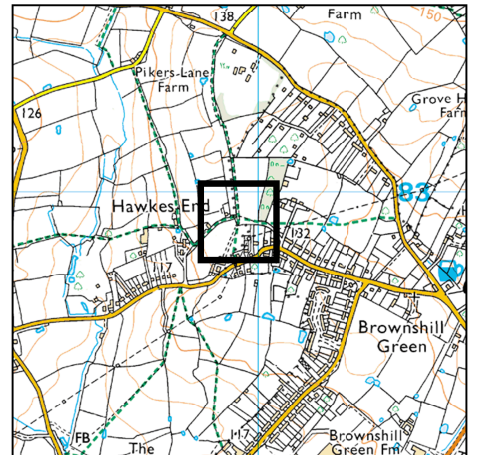 138
Farm
150
Pikers Lane
Farm
126
Grove H
Farm
83
Hawkes End
132
117
Brownshill
Green
FB
The
117
Brownshill
Green Fm